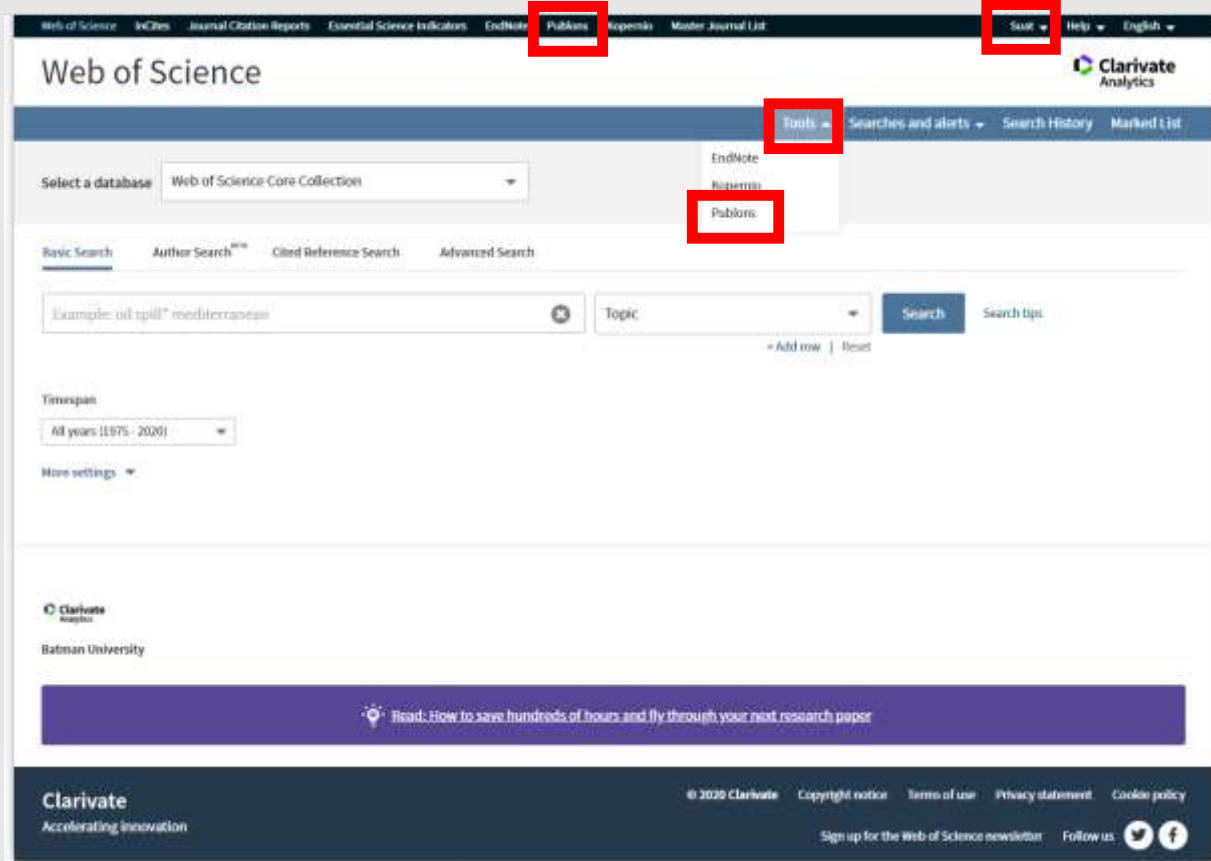 Web of Science InCites Journal Citation Reports Essential Science Indicators EndNote Publons Kopernio Master Journal List Suat Help English
Web of Science
Clarivate
Analytics
Tools Searches and alerts Search History Marked List
EndNote
Select a database Web of Science Core Collection
Kopernio
Publons
Basic Search Author Search BETA Cited Reference Search Advanced Search
Example: oil spill* mediterranean Topic Search Search tips
+ Add row | Reset
Timespan
All years (1975 - 2020)
More settings
Clarivate
Analytics
Batman University
Read: How to save hundreds of hours and fly through your next research paper
Clarivate
© 2020 Clarivate Copyright notice Terms of use Privacy statement Cookie policy
Accelerating innovation
Sign up for the Web of Science newsletter Follow us